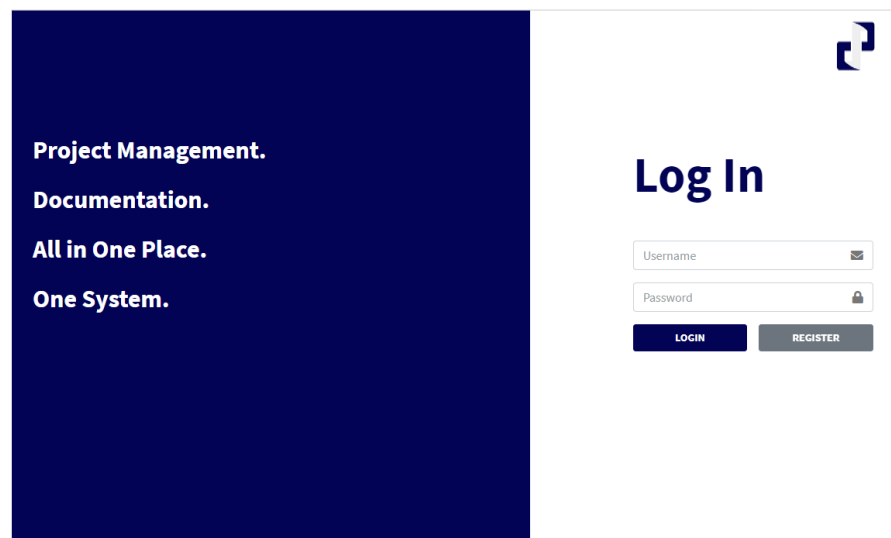 Project Management.
Documentation.
All in One Place.
One System.
Log In
Username
Password
LOGIN
REGISTER